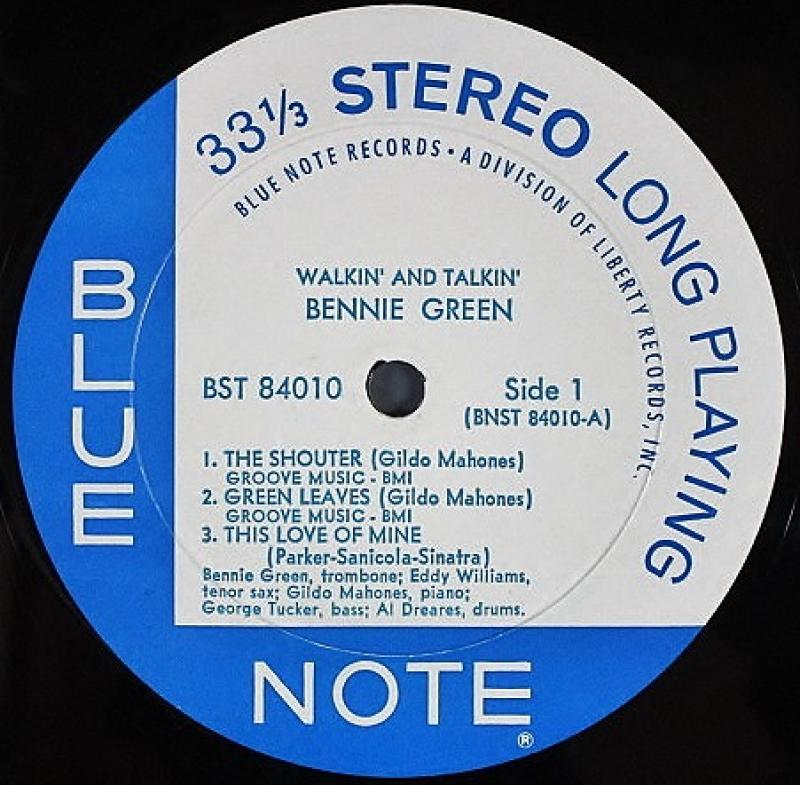 33⅓ STEREO LONG PLAYING
BLUE NOTE RECORDS • A DIVISION OF LIBERTY RECORDS, INC.
WALKIN' AND TALKIN'
BENNIE GREEN
BST 84010
Side 1
(BNST 84010-A)
1. THE SHOUTER (Gildo Mahones)
GROOVE MUSIC - BMI
2. GREEN LEAVES (Gildo Mahones)
GROOVE MUSIC - BMI
3. THIS LOVE OF MINE
(Parker-Sanicola-Sinatra)
Bennie Green, trombone; Eddy Williams,
tenor sax; Gildo Mahones, piano;
George Tucker, bass; Al Dreares, drums.
BLUE
NOTE
®